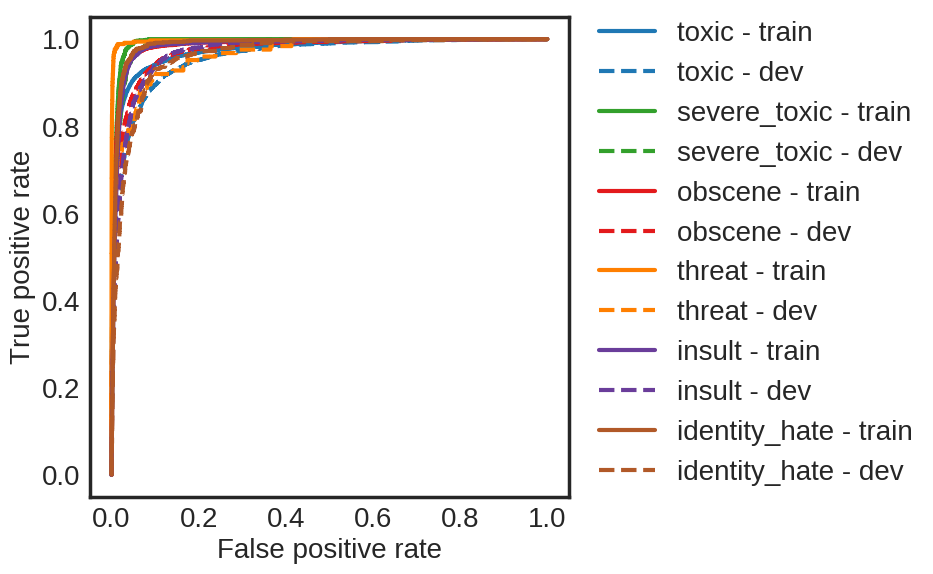 True positive rate
1.0
0.8
0.6
0.4
0.2
0.0
0.0 0.2 0.4 0.6 0.8 1.0
False positive rate
toxic - train
toxic - dev
severe_toxic - train
severe_toxic - dev
obscene - train
obscene - dev
threat - train
threat - dev
insult - train
insult - dev
identity_hate - train
identity_hate - dev